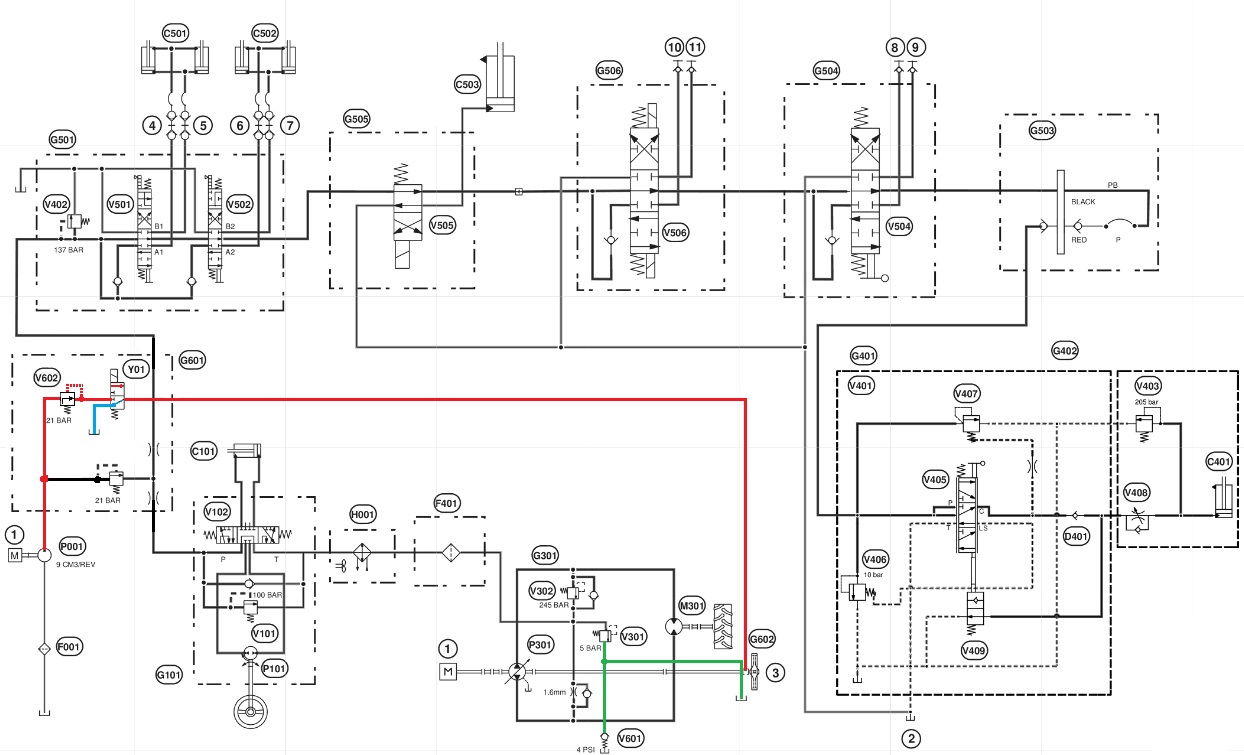 C501
C502
10
11
8
9
G506
G504
C503
G505
G503
4
5
6
7
G501
V402
V501
V502
B1
B2
A1
A2
137 BAR
V505
V506
V504
PB
BLACK
RED
P
G601
Y01
V602
21 BAR
21 BAR
G401
G402
V401
V403
205 bar
V407
C101
V405
C401
V408
P
C
T
LS
V102
H001
F401
D401
1
M
P001
9 CM3/REV
P
T
G301
V406
10 bar
100 BAR
V302
245 BAR
M301
V101
V301
5 BAR
G602
F001
G101
P101
1
M
P301
3
V409
1.6mm
V601
4 PSI
2